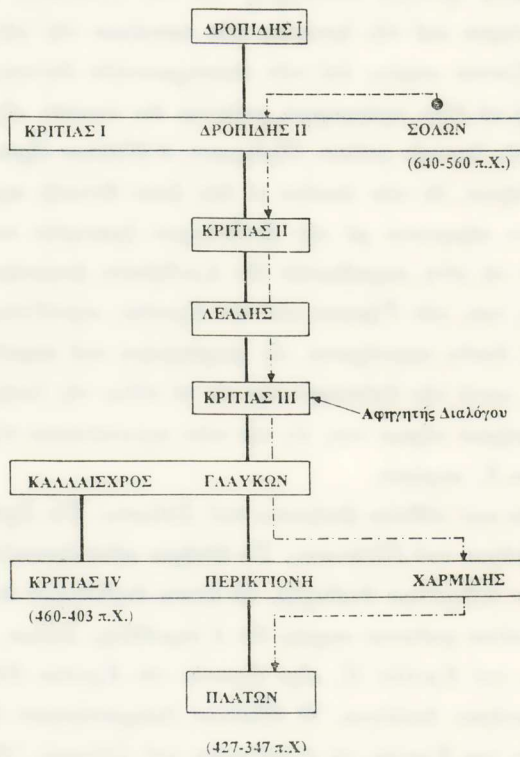 ΔΡΟΠΙΔΗΣ Ι
ΚΡΙΤΙΑΣ Ι ΔΡΟΠΙΔΗΣ ΙΙ ΣΟΛΩΝ
(640-560 π.Χ.)
ΚΡΙΤΙΑΣ ΙΙ
ΛΕΑΔΗΣ
ΚΡΙΤΙΑΣ ΙΙΙ
Αφηγητής Διαλόγου
ΚΑΛΛΑΙΣΧΡΟΣ ΓΛΑΥΚΩΝ
ΚΡΙΤΙΑΣ IV ΠΕΡΙΚΤΙΟΝΗ ΧΑΡΜΙΔΗΣ
(460-403 π.Χ.)
ΠΛΑΤΩΝ
(427-347 π.Χ)